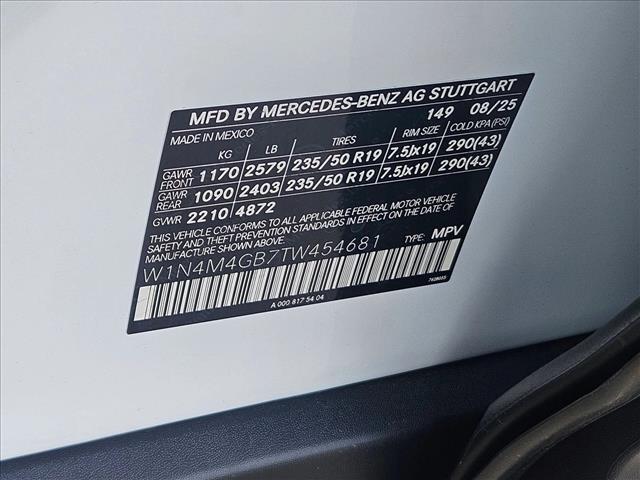 MFD BY MERCEDES-BENZ AG STUTTGART
MADE IN MEXICO 149 08/25
KG LB TIRES RIM SIZE COLD KPA (PSI)
GAWR FRONT 1170 2579 235/50 R19 7.5Jx19 290(43)
GAWR REAR 1090 2403 235/50 R19 7.5Jx19 290(43)
GVWR 2210 4872
THIS VEHICLE CONFORMS TO ALL APPLICABLE FEDERAL MOTOR VEHICLE
SAFETY AND THEFT PREVENTION STANDARDS IN EFFECT ON THE DATE OF
MANUFACTURE SHOWN ABOVE.
TYPE: MPV
W1N4M4GB7TW454681
A 000 817 54 04